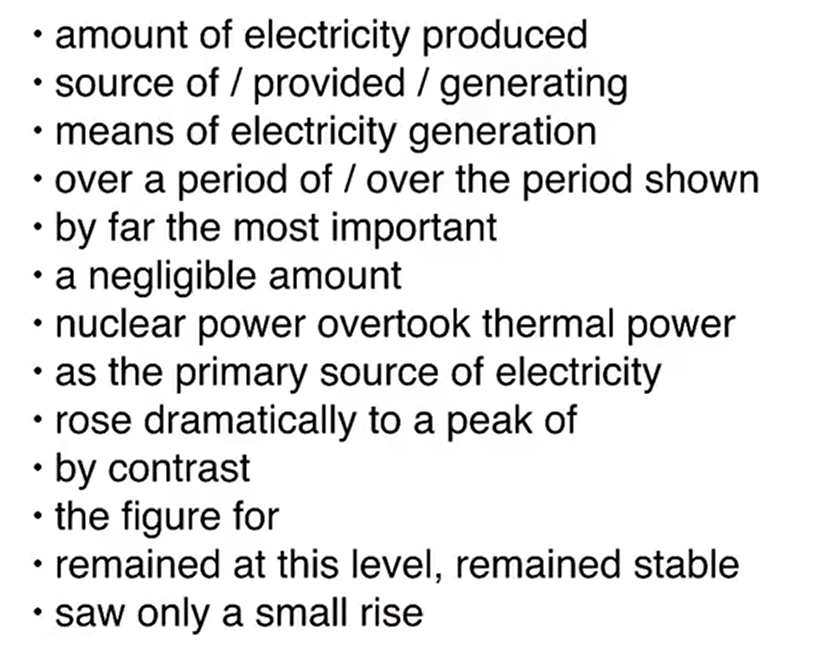 • amount of electricity produced
• source of / provided / generating
• means of electricity generation
• over a period of / over the period shown
• by far the most important
• a negligible amount
• nuclear power overtook thermal power
• as the primary source of electricity
• rose dramatically to a peak of
• by contrast
• the figure for
• remained at this level, remained stable
• saw only a small rise